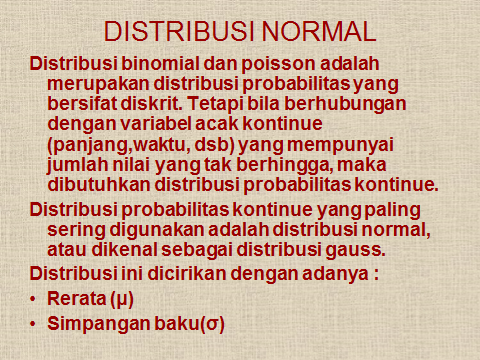 DISTRIBUSI NORMAL
Distribusi binomial dan poisson adalah
merupakan distribusi probabilitas yang
bersifat diskrit. Tetapi bila berhubungan
dengan variabel acak kontinue
(panjang,waktu, dsb) yang mempunyai
jumlah nilai yang tak berhingga, maka
dibutuhkan distribusi probabilitas kontinue.
Distribusi probabilitas kontinue yang paling
sering digunakan adalah distribusi normal,
atau dikenal sebagai distribusi gauss.
Distribusi ini dicirikan dengan adanya :
• Rerata (μ)
• Simpangan baku(σ)